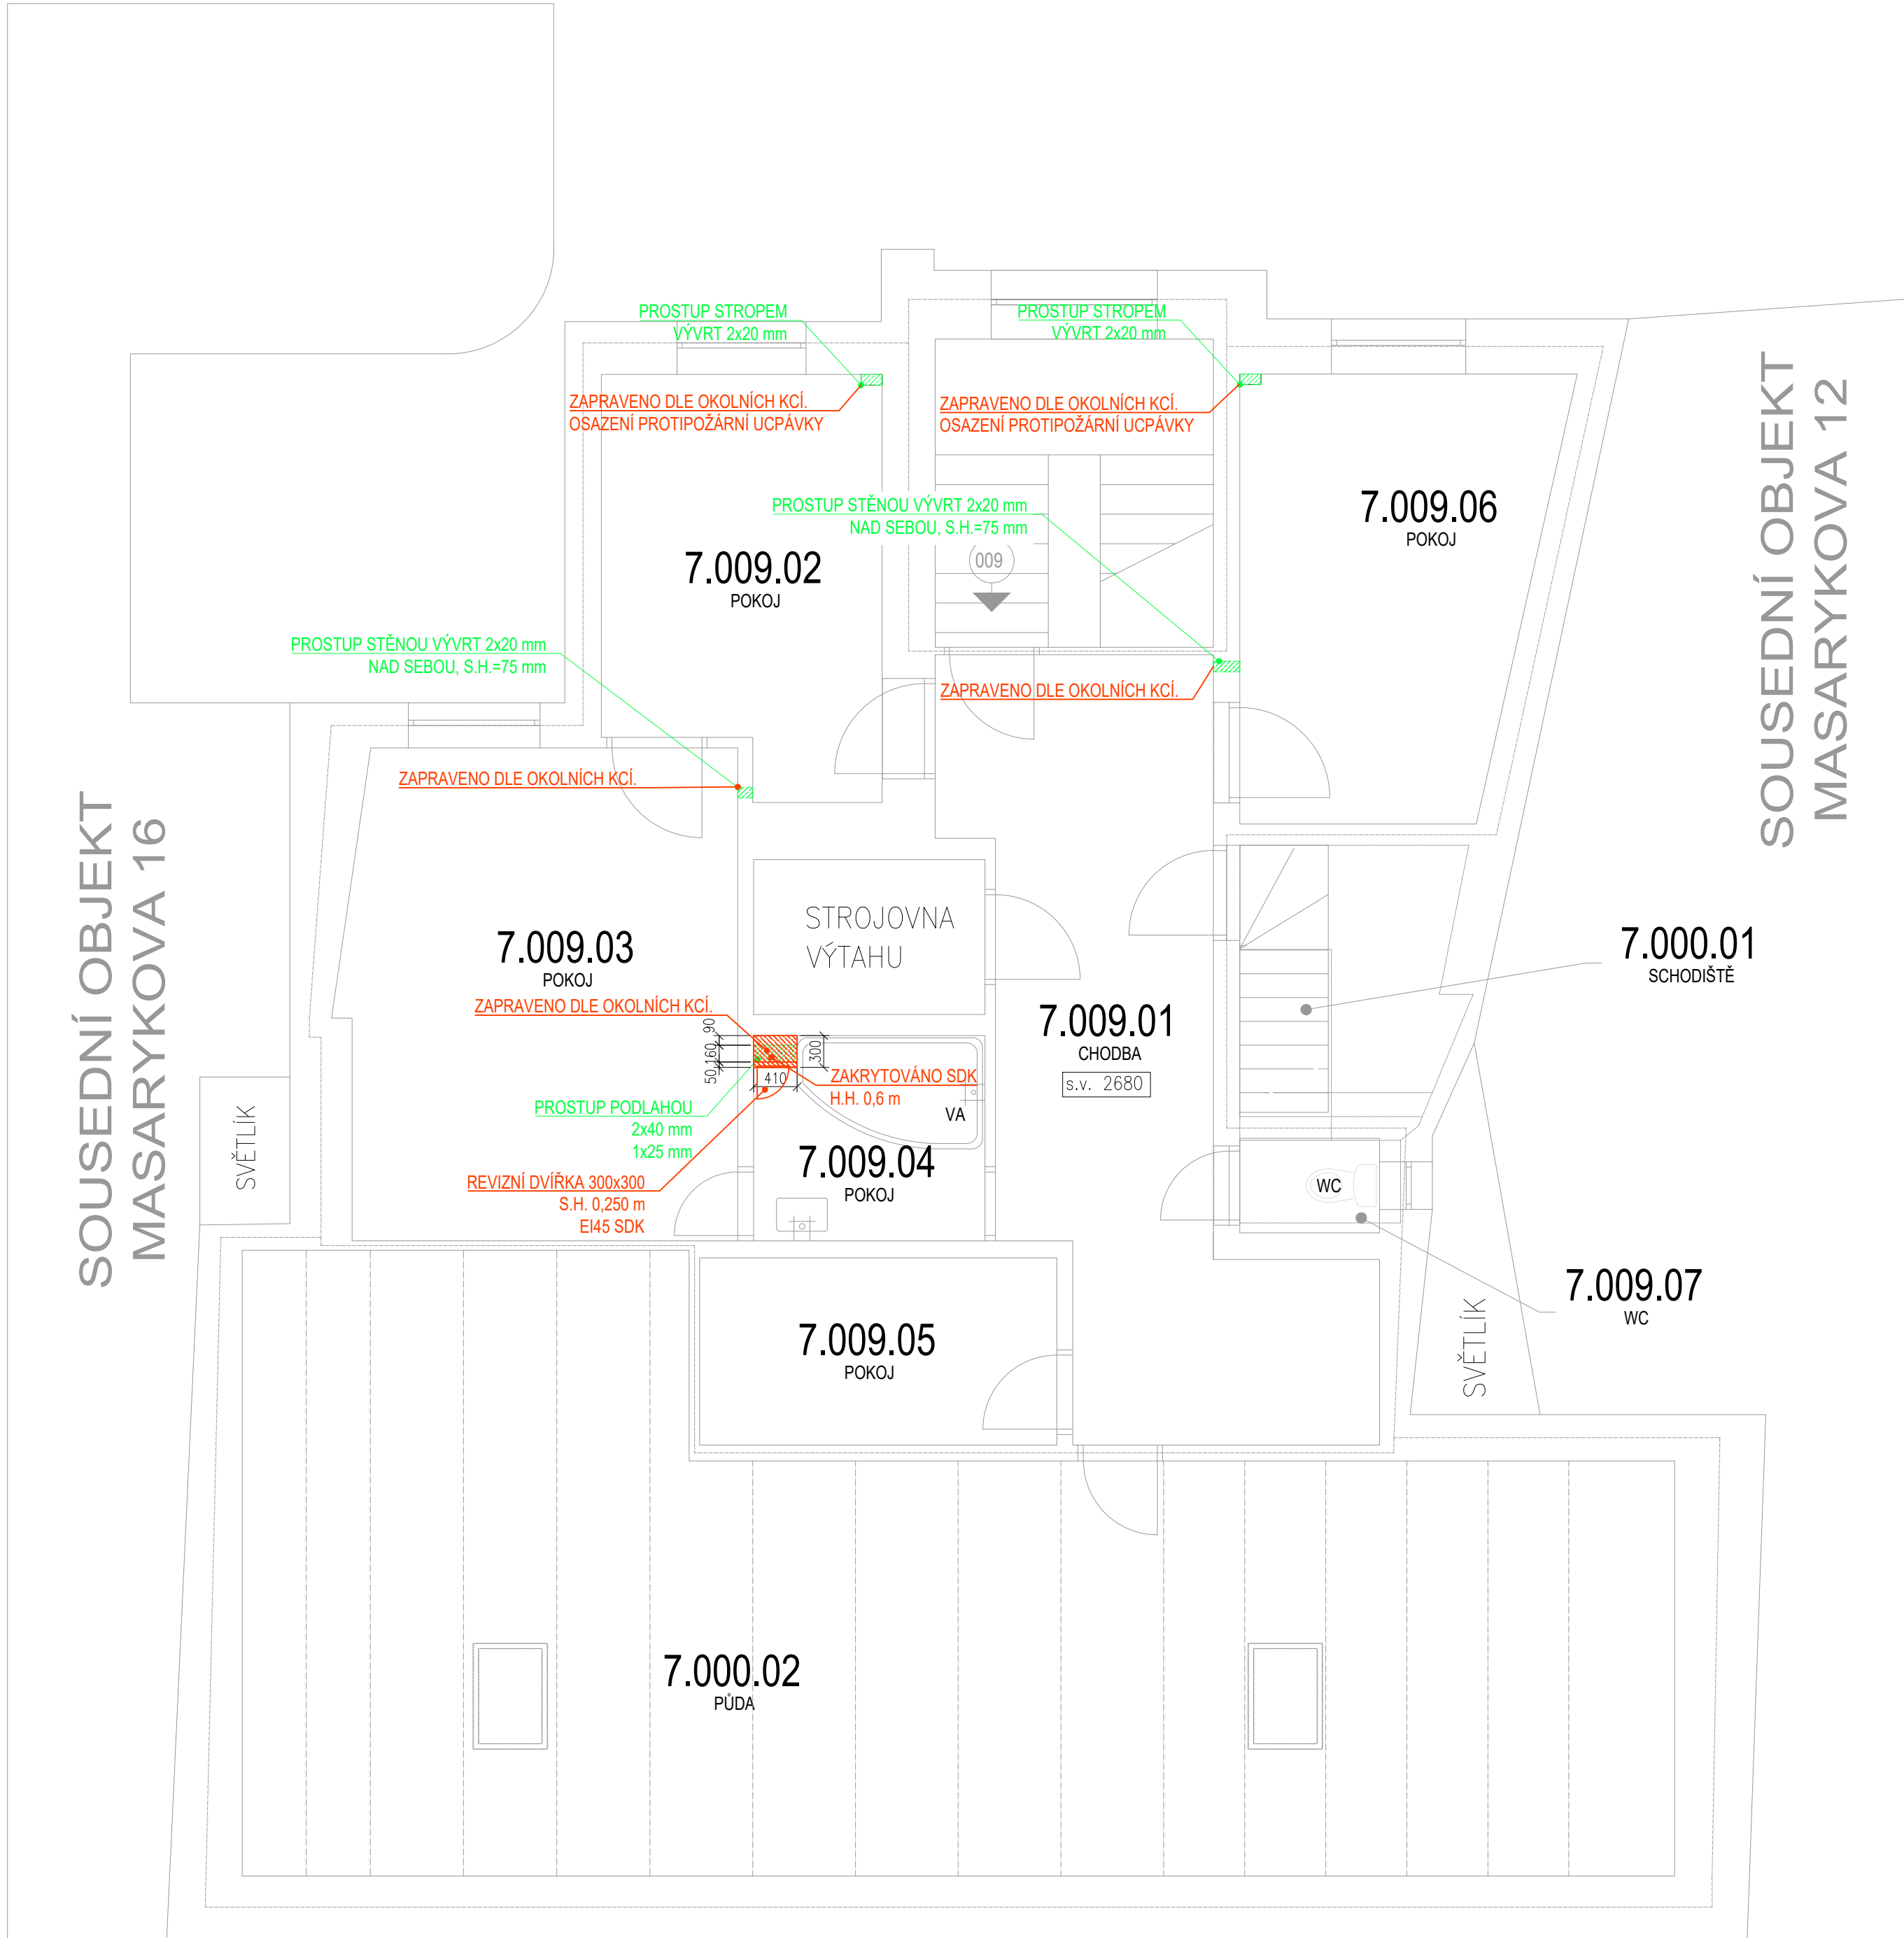 PROSTUP STROPEM
VÝVRT 2x20 mm
PROSTUP STROPEM
VÝVRT 2x20 mm
ZAPRAVENO DLE OKOLNÍCH KCÍ.
OSAZENÍ PROTIPOŽÁRNÍ UCPÁVKY
ZAPRAVENO DLE OKOLNÍCH KCÍ.
OSAZENÍ PROTIPOŽÁRNÍ UCPÁVKY
SOUSEDNÍ OBJEKT
MASARYKOVA 12
PROSTUP STĚNOU VÝVRT 2x20 mm
NAD SEBOU, S.H.=75 mm
7.009.06
POKOJ
009
7.009.02
POKOJ
PROSTUP STĚNOU VÝVRT 2x20 mm
NAD SEBOU, S.H.=75 mm
ZAPRAVENO DLE OKOLNÍCH KCÍ.
ZAPRAVENO DLE OKOLNÍCH KCÍ.
SOUSEDNÍ OBJEKT
MASARYKOVA 16
STROJOVNA
VÝTAHU
7.009.03
POKOJ
7.000.01
SCHODIŠTĚ
ZAPRAVENO DLE OKOLNÍCH KCÍ.
7.009.01
CHODBA
s.v. 2680
90
160
50
300
410
ZAKRYTOVÁNO SDK
H.H. 0,6 m
VA
PROSTUP PODLAHOU
2x40 mm
1x25 mm
SVĚTLÍK
7.009.04
POKOJ
REVIZNÍ DVÍŘKA 300x300
S.H. 0,250 m
EI45 SDK
WC
7.009.07
WC
SVĚTLÍK
7.009.05
POKOJ
7.000.02
PŮDA